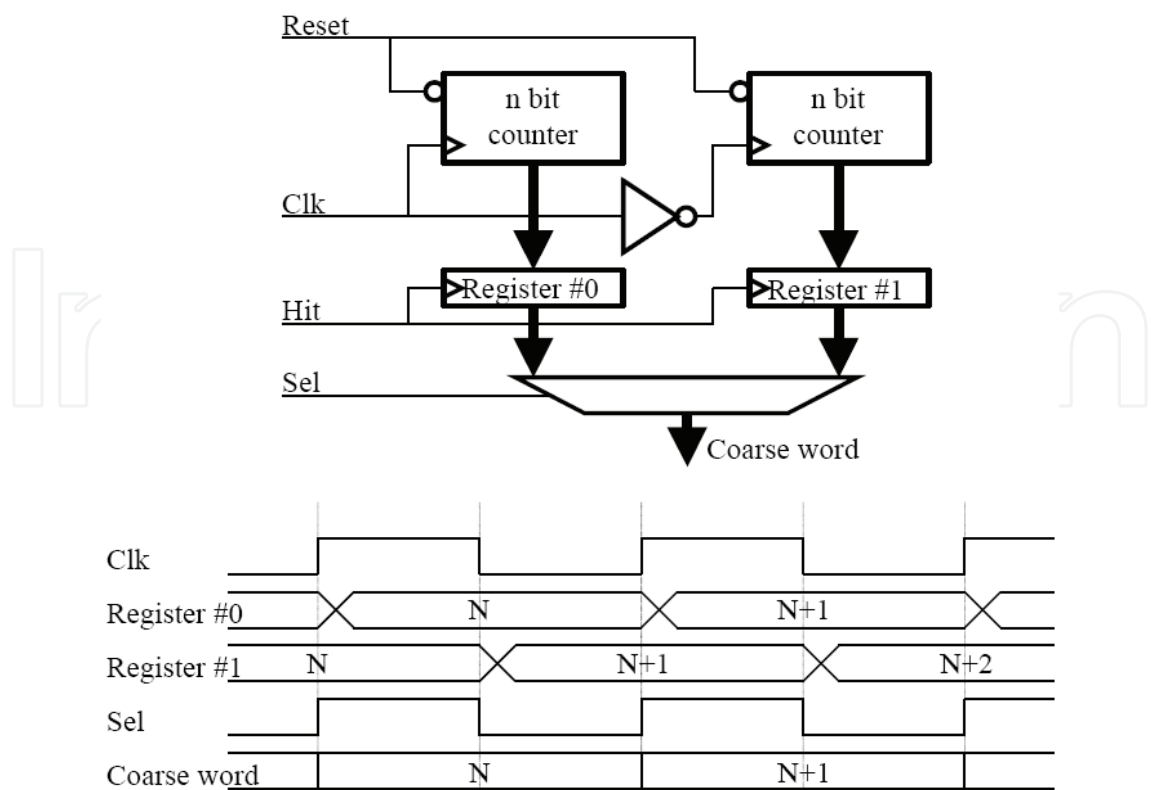 Reset
n bit
counter
n bit
counter
Clk
Register #0
Register #1
Hit
Sel
Coarse word
Clk
Register #0 N N+1
Register #1 N N+1 N+2
Sel
Coarse word N N+1